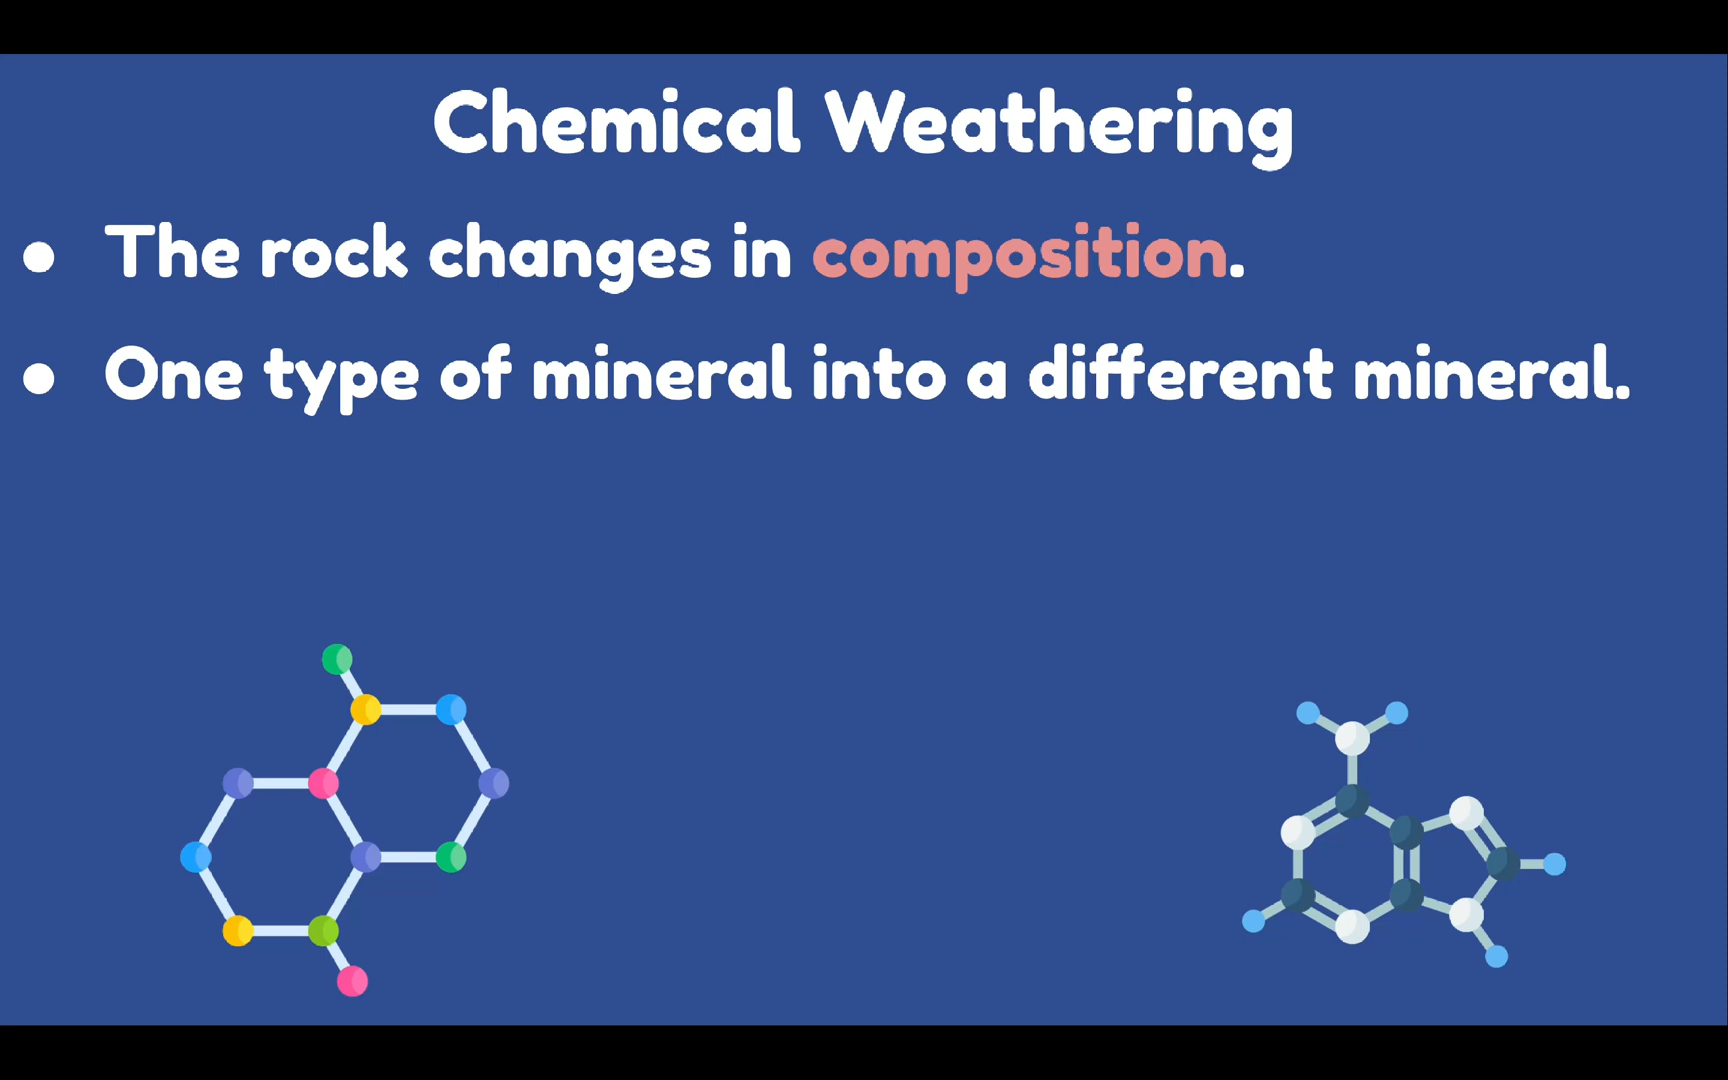 Chemical Weathering
● The rock changes in composition.
● One type of mineral into a different mineral.